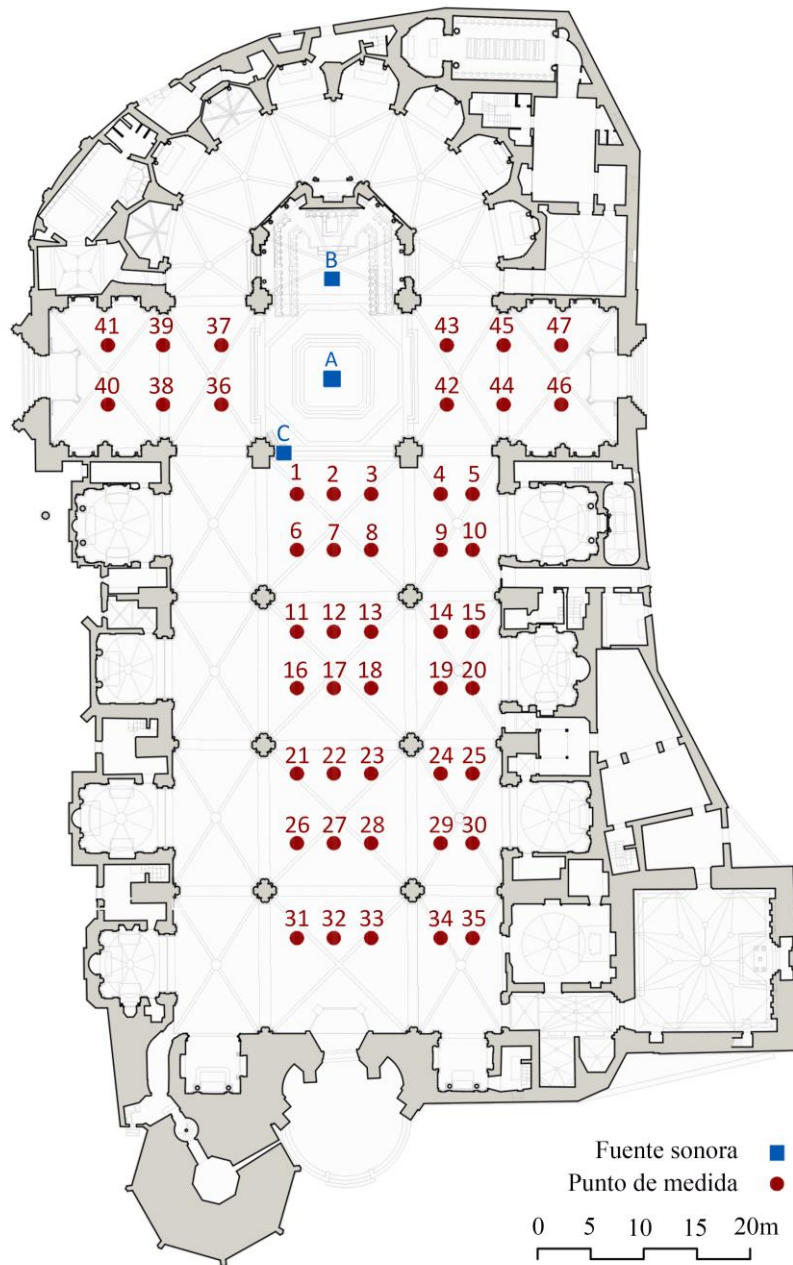 B
41 39 37 43 45 47
A
40 38 36 42 44 46
C
1 2 3 4 5
6 7 8 9 10
11 12 13 14 15
16 17 18 19 20
21 22 23 24 25
26 27 28 29 30
31 32 33 34 35
Fuente sonora
Punto de medida
0 5 10 15 20m